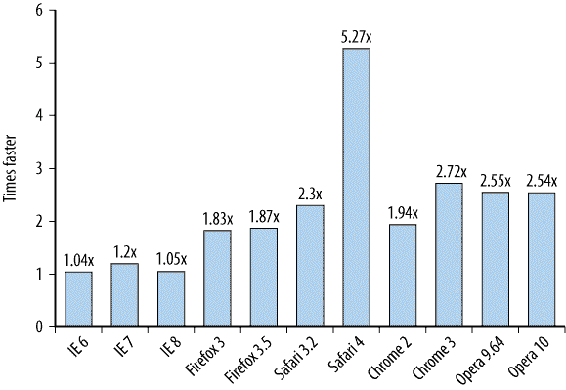 Times faster
6
5
4
3
2
1
0
1.04x
1.2x
1.05x
1.83x
1.87x
2.3x
5.27x
1.94x
2.72x
2.55x
2.54x
IE 6
IE 7
IE 8
Firefox 3
Firefox 3.5
Safari 3.2
Safari 4
Chrome 2
Chrome 3
Opera 9.64
Opera 10